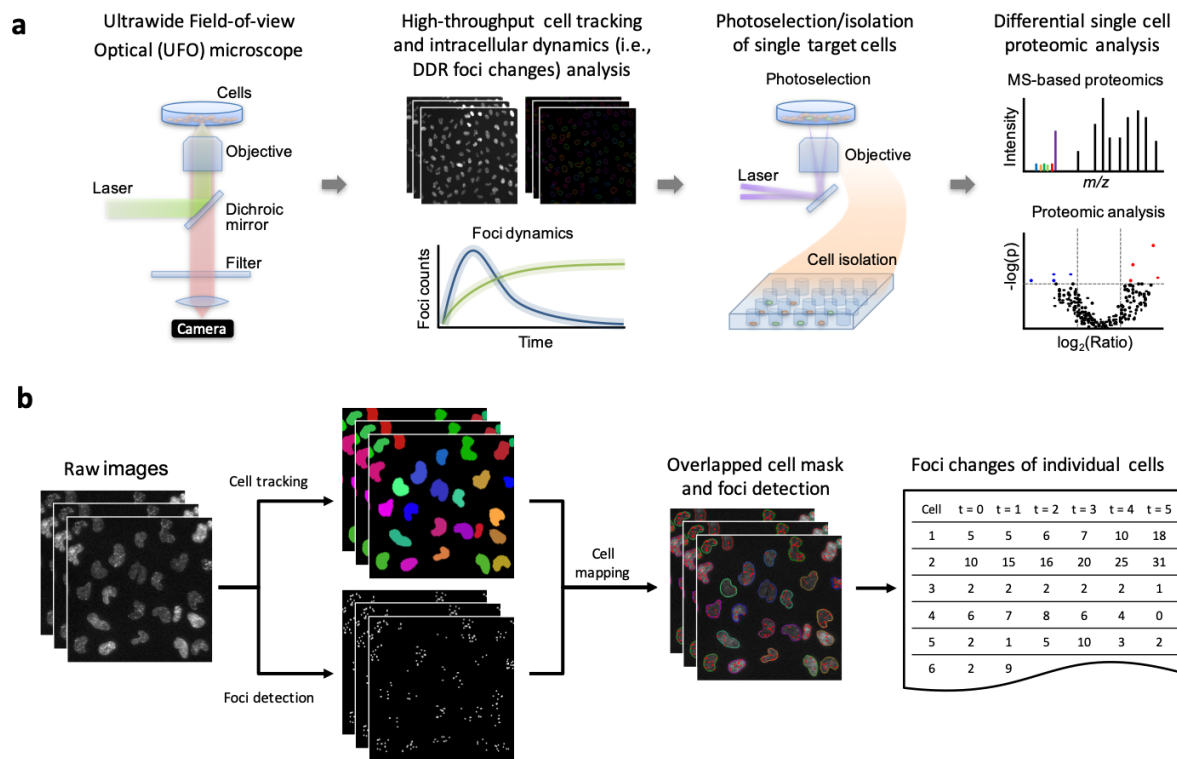 a
Ultrawide Field-of-view
Optical (UFO) microscope
Cells
Objective
Laser
Dichroic
mirror
Filter
Camera
High-throughput cell tracking
and intracellular dynamics (i.e.,
DDR foci changes) analysis
Foci dynamics
Foci counts
Time
Photoselection/isolation
of single target cells
Photoselection
Objective
Laser
Cell isolation
Differential single cell
proteomic analysis
MS-based proteomics
Intensity
m/z
Proteomic analysis
-log(p)
log2(Ratio)
b
Raw images
Cell tracking
Foci detection
Cell
mapping
Overlapped cell mask
and foci detection
Foci changes of individual cells
Cell t = 0 t = 1 t = 2 t = 3 t = 4 t = 5
1 5 5 6 7 10 18
2 10 15 16 20 25 31
3 2 2 2 2 2 1
4 6 7 8 6 4 0
5 2 1 5 10 3 2
6 2 9